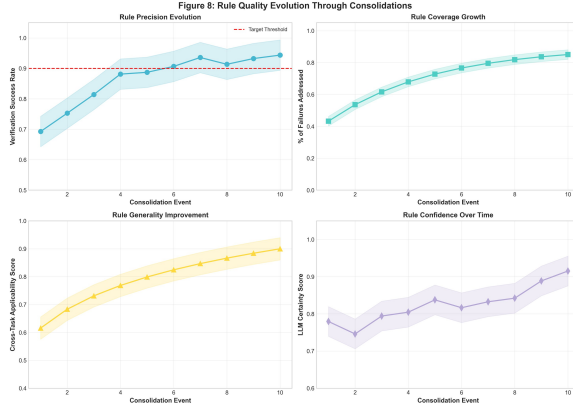 Figure 8: Rule Quality Evolution Through Consolidations
Rule Precision Evolution
Verification Success Rate
1.0
0.9
0.8
0.7
0.6
0.5
Target Threshold
2 4 6 8 10
Consolidation Event
Rule Coverage Growth
% of Failures Addressed
1.0
0.8
0.6
0.4
0.2
0.0
2 4 6 8 10
Consolidation Event
Rule Generality Improvement
Cross-Task Applicability Score
1.0
0.9
0.8
0.7
0.6
0.5
0.4
2 4 6 8 10
Consolidation Event
Rule Confidence Over Time
LLM Certainty Score
1.0
0.9
0.8
0.7
0.6
2 4 6 8 10
Consolidation Event